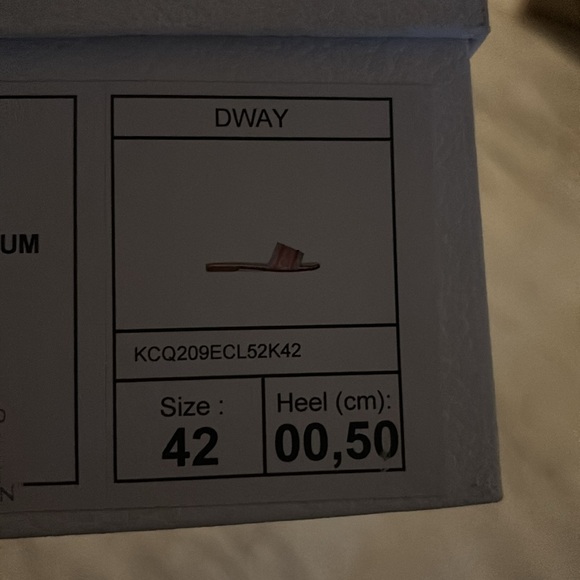 UM
DWAY
KCQ209ECL52K42
Size :
42
Heel (cm):
00,50
N